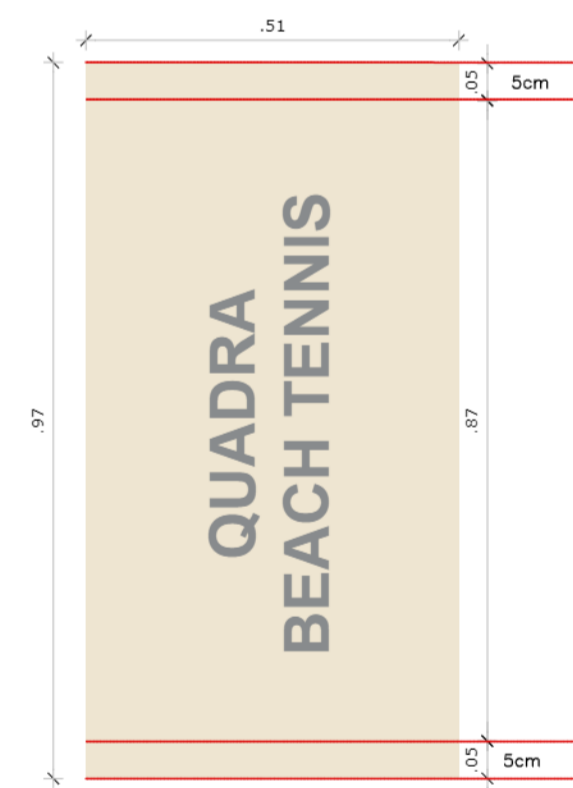 .51
.05
5cm
QUADRA
BEACH TENNIS
.97
.87
.05
5cm